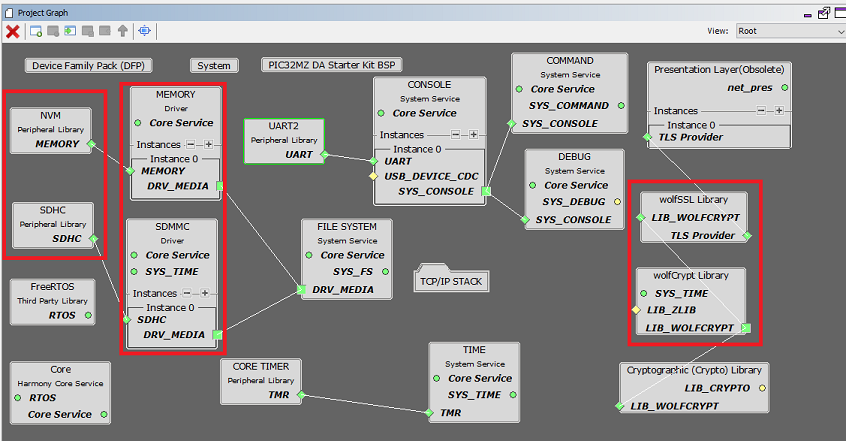 Project Graph
View:
Root
Device Family Pack (DFP)
System
PIC32MZ DA Starter Kit BSP
NVM
Peripheral Library
MEMORY
SDHC
Peripheral Library
SDHC
FreeRTOS
Third Party Library
RTOS
Core
Harmony Core Service
RTOS
Core Service
MEMORY
Driver
Core Service
Instances
Instance 0
MEMORY
DRV_MEDIA
SDMMC
Driver
Core Service
SYS_TIME
Instances
Instance 0
SDHC
DRV_MEDIA
UART2
Peripheral Library
UART
FILE SYSTEM
System Service
Core Service
SYS_FS
DRV_MEDIA
CORE TIMER
Peripheral Library
TMR
CONSOLE
System Service
Core Service
Instances
Instance 0
UART
USB_DEVICE_CDC
SYS_CONSOLE
TCP/IP STACK
TIME
System Service
Core Service
SYS_TIME
TMR
COMMAND
System Service
Core Service
SYS_COMMAND
SYS_CONSOLE
DEBUG
System Service
Core Service
SYS_DEBUG
SYS_CONSOLE
Presentation Layer(Obsolete)
net_pres
Instances
Instance 0
TLS Provider
wolfSSL Library
LIB_WOLFCRYPT
TLS Provider
wolfCrypt Library
SYS_TIME
LIB_ZLIB
LIB_WOLFCRYPT
Cryptographic (Crypto) Library
LIB_CRYPTO
LIB_WOLFCRYPT